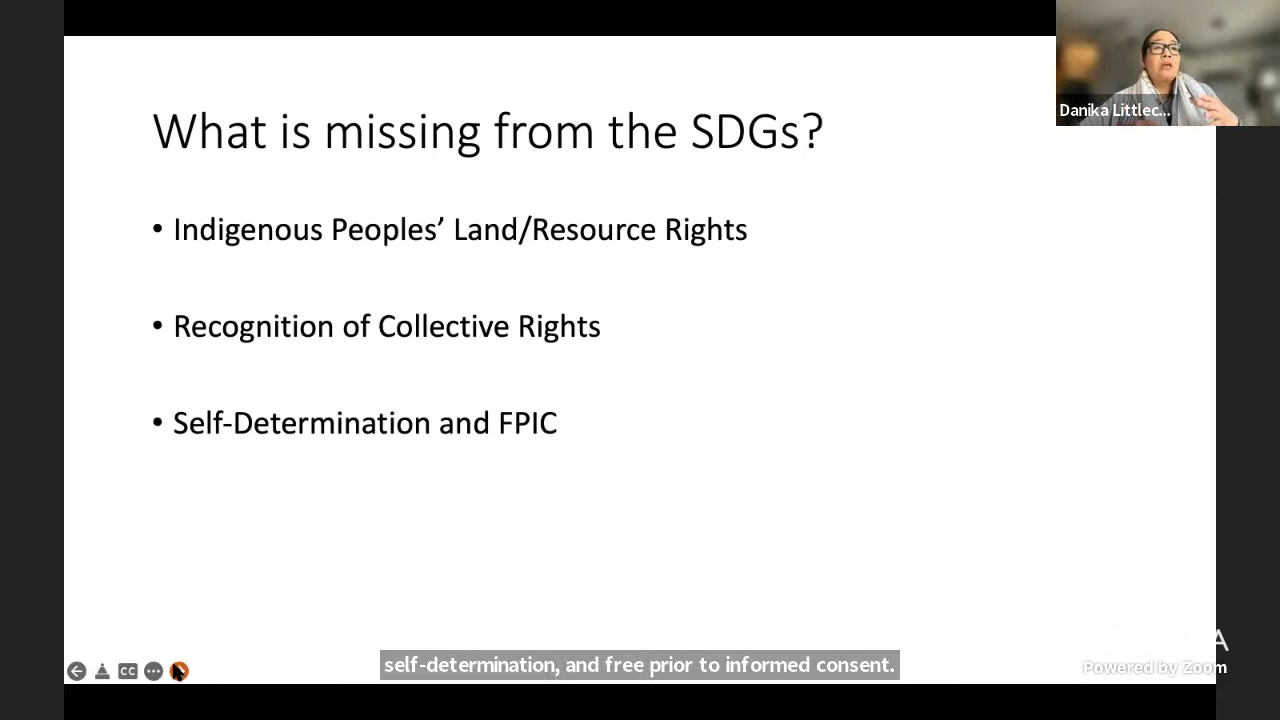 What is missing from the SDGs?
• Indigenous Peoples’ Land/Resource Rights
• Recognition of Collective Rights
• Self-Determination and FPIC
Danika Littlec...
CC
self-determination, and free prior to informed consent.
A
Powered by Zoom